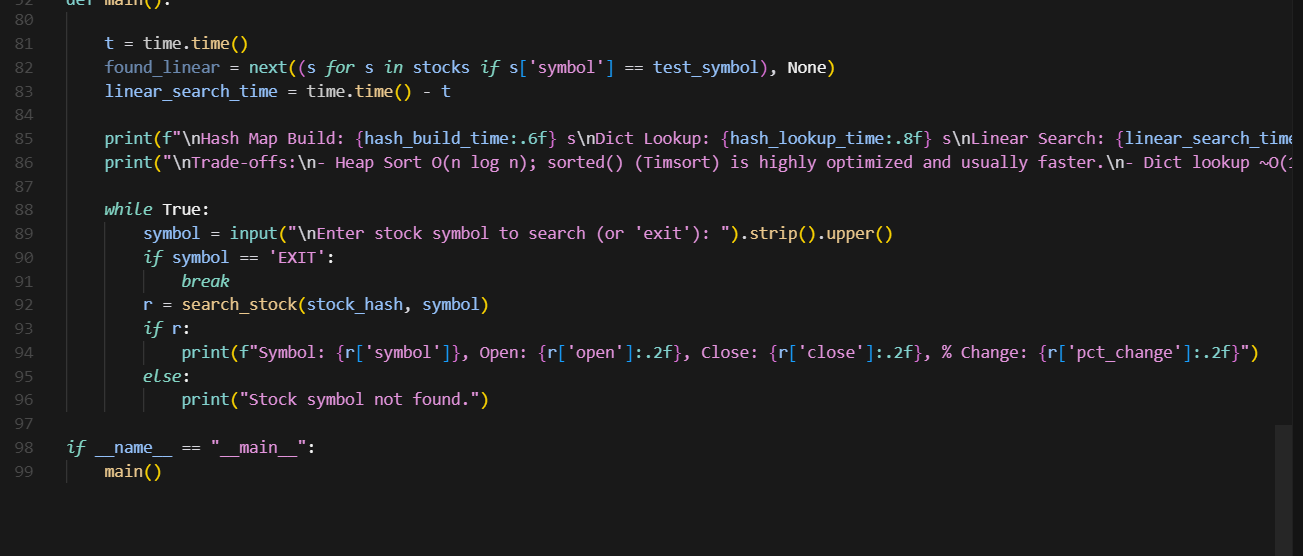 52 def main():
80
81 t = time.time()
82 found_linear = next((s for s in stocks if s['symbol'] == test_symbol), None)
83 linear_search_time = time.time() - t
84
85 print(f"\nHash Map Build: {hash_build_time:.6f} s\nDict Lookup: {hash_lookup_time:.8f} s\nLinear Search: {linear_search_time
86 print("\nTrade-offs:\n- Heap Sort O(n log n); sorted() (Timsort) is highly optimized and usually faster.\n- Dict lookup ~O(1
87
88 while True:
89 symbol = input("\nEnter stock symbol to search (or 'exit'): ").strip().upper()
90 if symbol == 'EXIT':
91 break
92 r = search_stock(stock_hash, symbol)
93 if r:
94 print(f"Symbol: {r['symbol']}, Open: {r['open']:.2f}, Close: {r['close']:.2f}, % Change: {r['pct_change']:.2f}")
95 else:
96 print("Stock symbol not found.")
97
98 if __name__ == "__main__":
99 main()